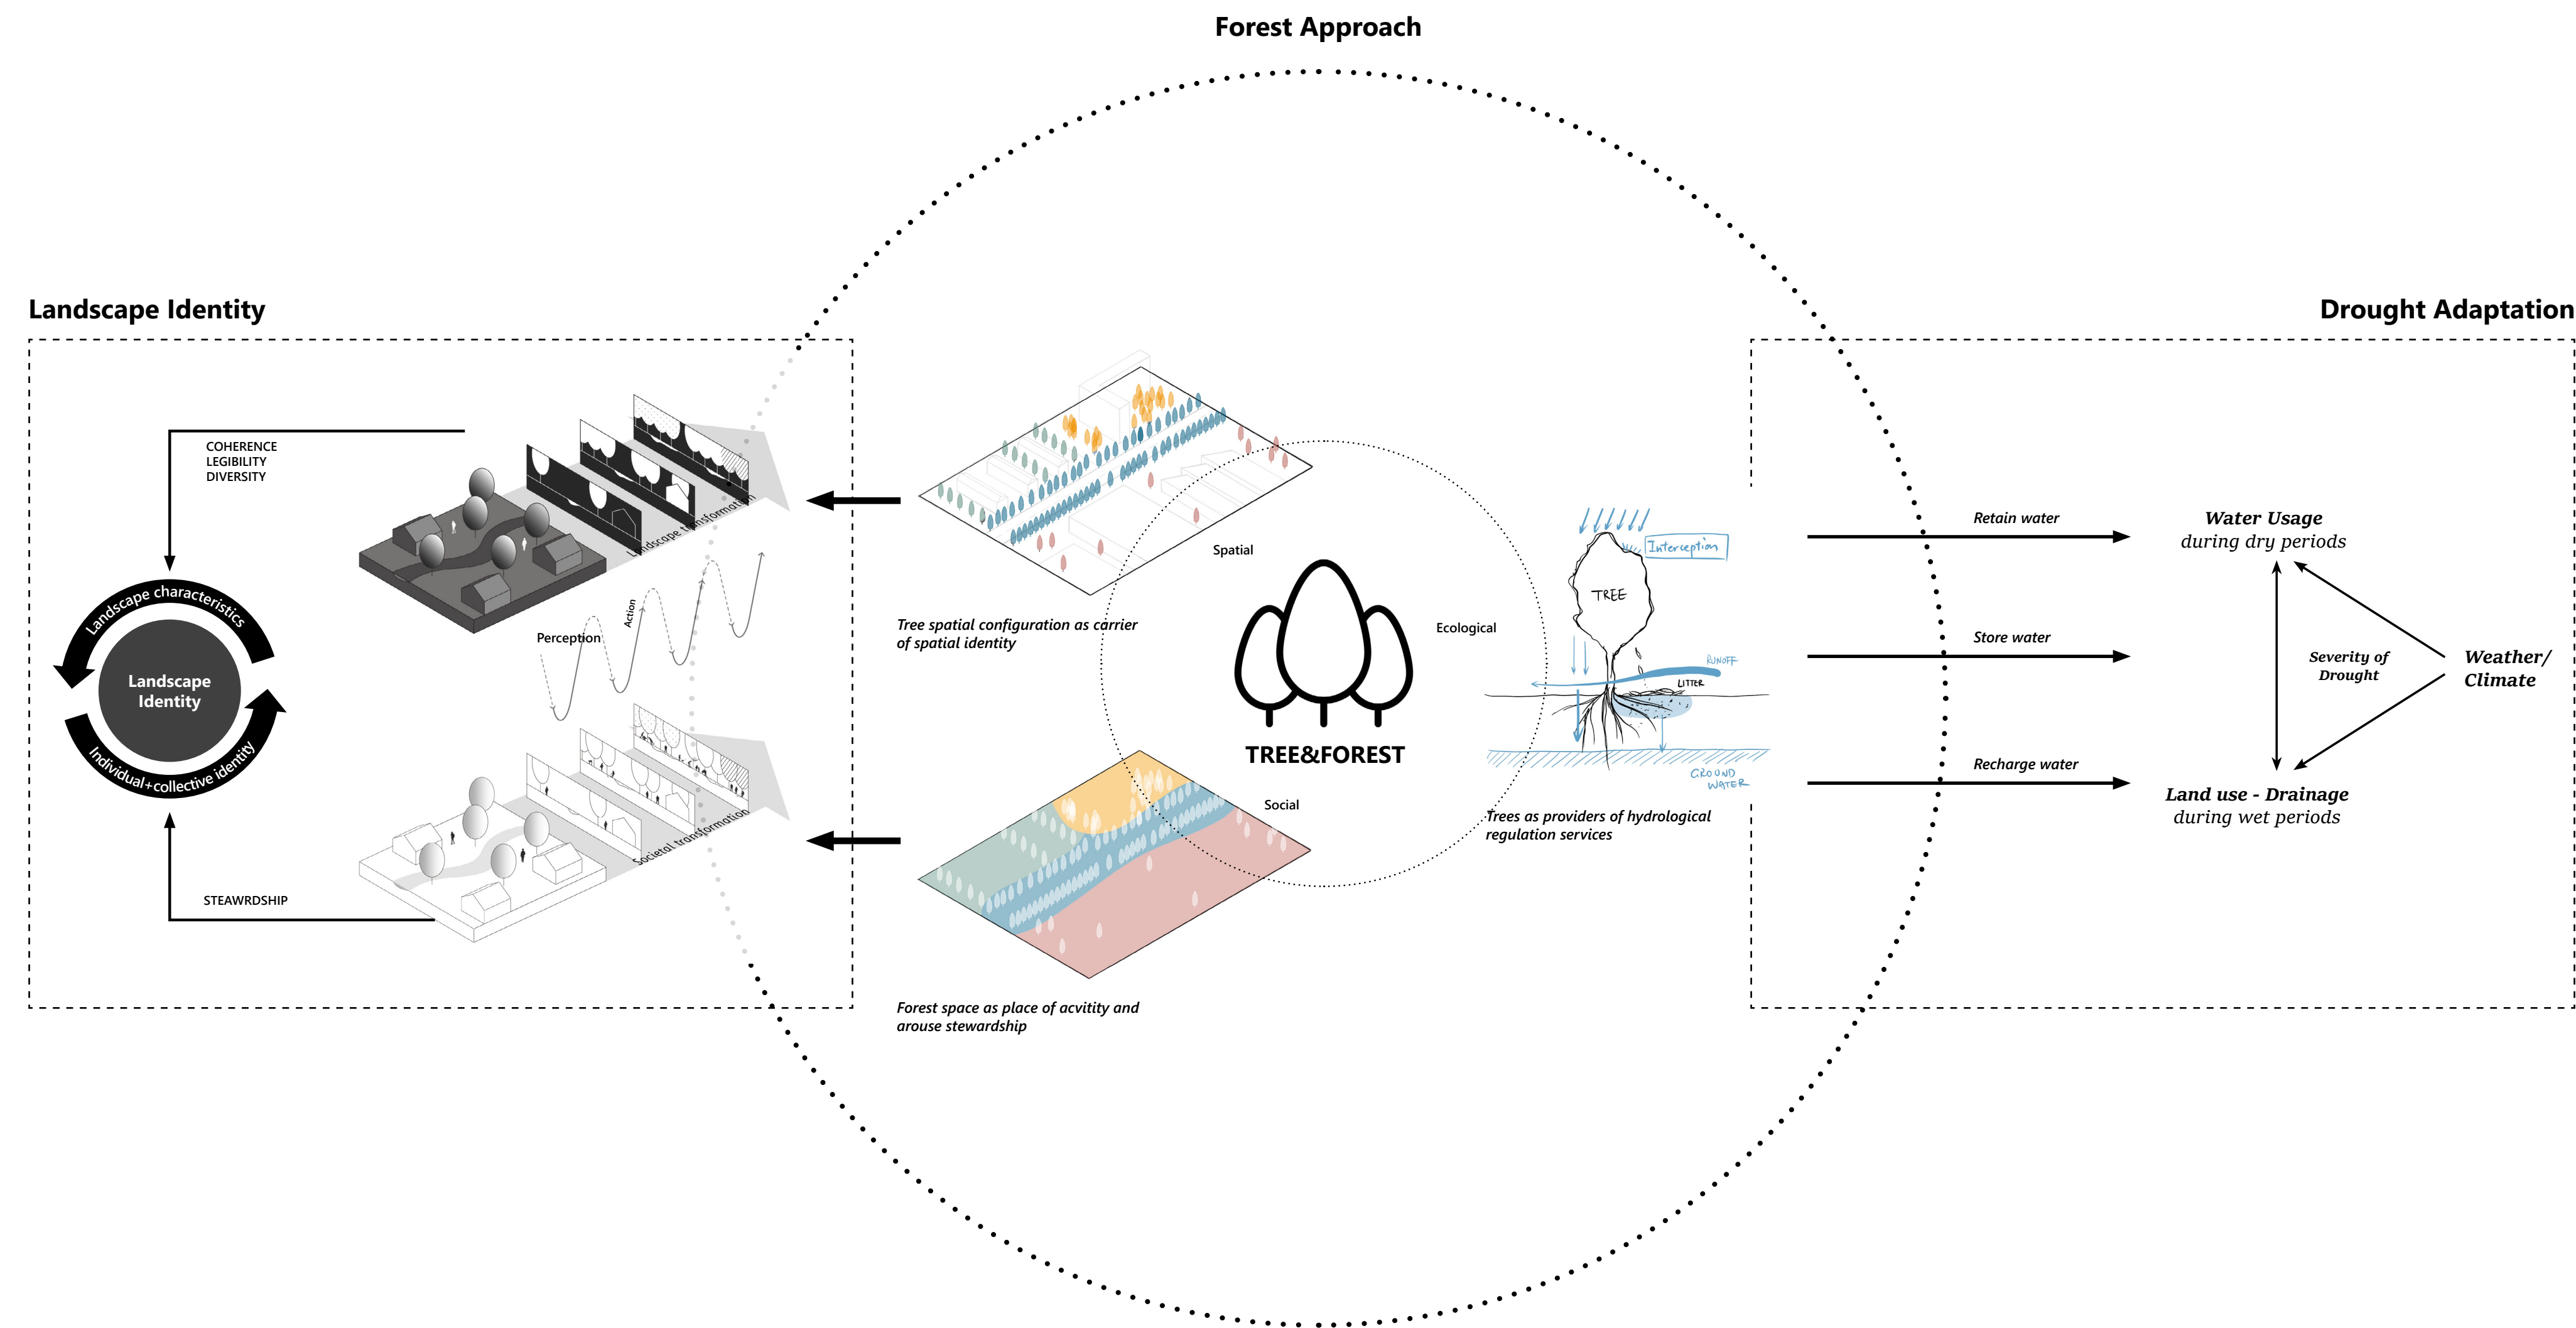 Forest Approach
Landscape Identity
Drought Adaptation
COHERENCE
LEGIBILITY
DIVERSITY
Landscape characteristics
Landscape
Identity
Individual+collective identity
STEAWRDSHIP
Landscape transformation
Perception
Action
Societal transformation
Spatial
Tree spatial configuration as carrier
of spatial identity
Ecological
TREE&FOREST
Social
Forest space as place of acvitity and
arouse stewardship
Interception
TREE
RUNOFF
LITTER
GROUND
WATER
Trees as providers of hydrological
regulation services
Retain water
Store water
Recharge water
Water Usage
during dry periods
Severity of
Drought
Weather/
Climate
Land use - Drainage
during wet periods